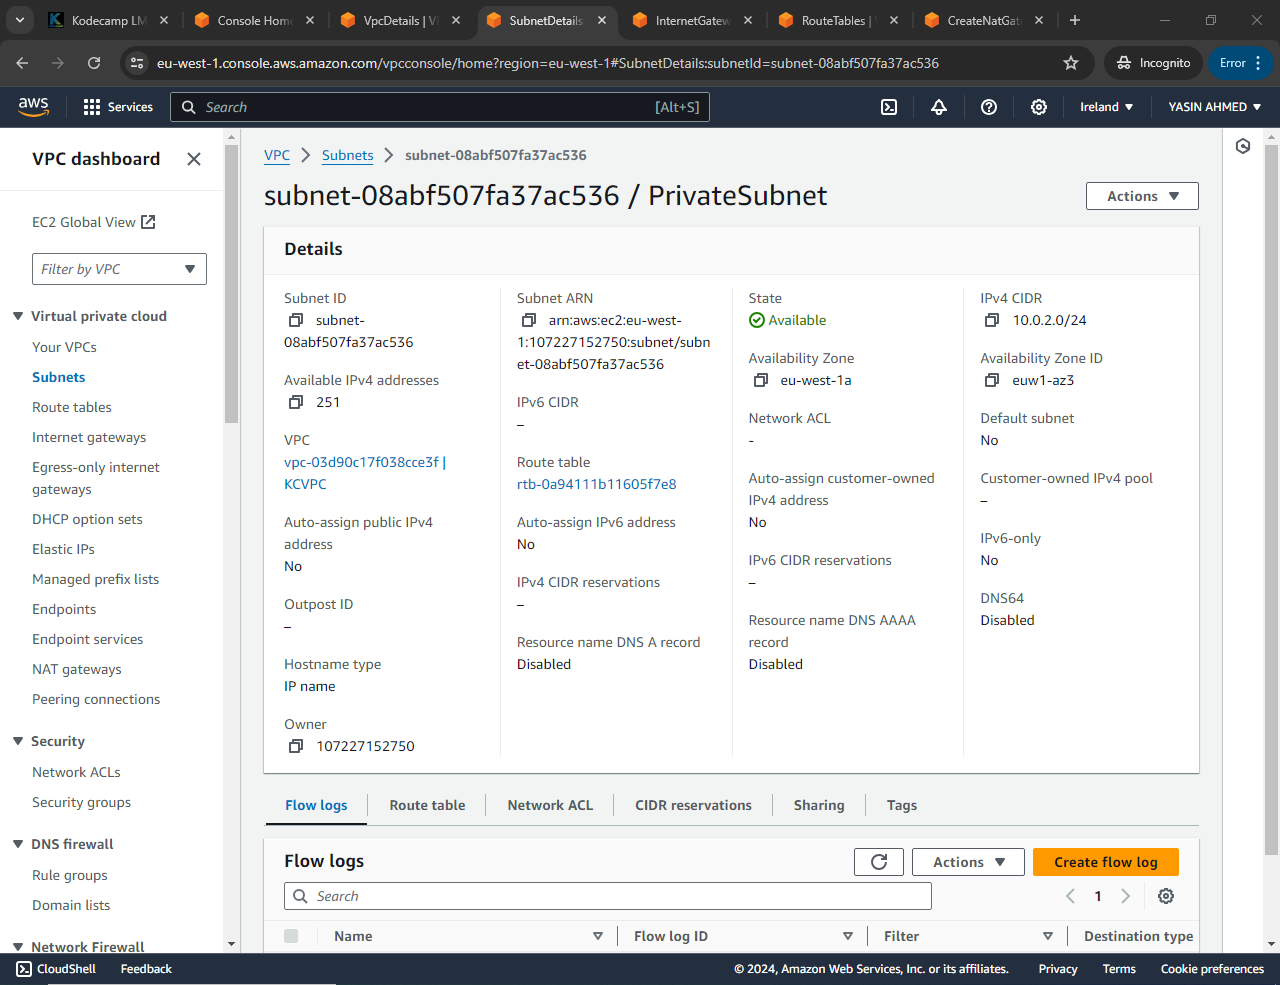 Kodecamp LM
Console Hom
VpcDetails | V
SubnetDetails
InternetGatew
RouteTables |
CreateNatGat
eu-west-1.console.aws.amazon.com/vpcconsole/home?region=eu-west-1#SubnetDetails:subnetId=subnet-08abf507fa37ac536
Incognito
Error
aws
Services
Search
[Alt+S]
Ireland
YASIN AHMED
VPC dashboard
EC2 Global View
Filter by VPC
Virtual private cloud
Your VPCs
Subnets
Route tables
Internet gateways
Egress-only internet
gateways
DHCP option sets
Elastic IPs
Managed prefix lists
Endpoints
Endpoint services
NAT gateways
Peering connections
Security
Network ACLs
Security groups
DNS firewall
Rule groups
Domain lists
Network Firewall
VPC
Subnets
subnet-08abf507fa37ac536
subnet-08abf507fa37ac536 / PrivateSubnet
Actions
Details
Subnet ID
subnet-
08abf507fa37ac536
Available IPv4 addresses
251
VPC
vpc-03d90c17f038cce3f |
KCVPC
Auto-assign public IPv4
address
No
Outpost ID
–
Hostname type
IP name
Owner
107227152750
Subnet ARN
arn:aws:ec2:eu-west-
1:107227152750:subnet/subn
et-08abf507fa37ac536
IPv6 CIDR
–
Route table
rtb-0a94111b11605f7e8
Auto-assign IPv6 address
No
IPv4 CIDR reservations
–
Resource name DNS A record
Disabled
State
Available
Availability Zone
eu-west-1a
Network ACL
-
Auto-assign customer-owned
IPv4 address
No
IPv6 CIDR reservations
–
Resource name DNS AAAA
record
Disabled
IPv4 CIDR
10.0.2.0/24
Availability Zone ID
euw1-az3
Default subnet
No
Customer-owned IPv4 pool
–
IPv6-only
No
DNS64
Disabled
Flow logs
Route table
Network ACL
CIDR reservations
Sharing
Tags
Flow logs
Actions
Create flow log
Search
1
Name
Flow log ID
Filter
Destination type
CloudShell
Feedback
© 2024, Amazon Web Services, Inc. or its affiliates.
Privacy
Terms
Cookie preferences